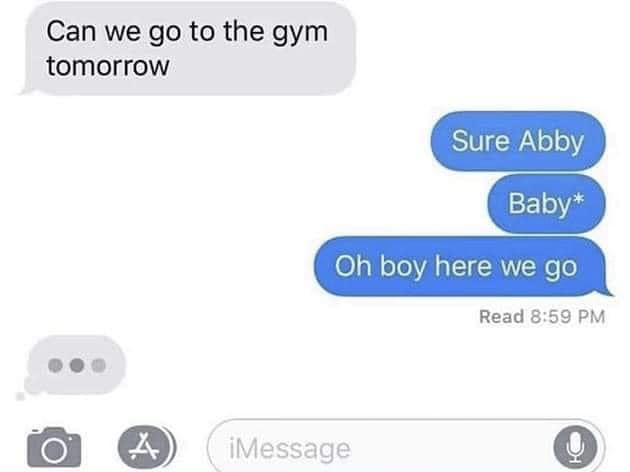 Can we go to the gym
tomorrow
Sure Abby
Baby*
Oh boy here we go
Read 8:59 PM
iMessage